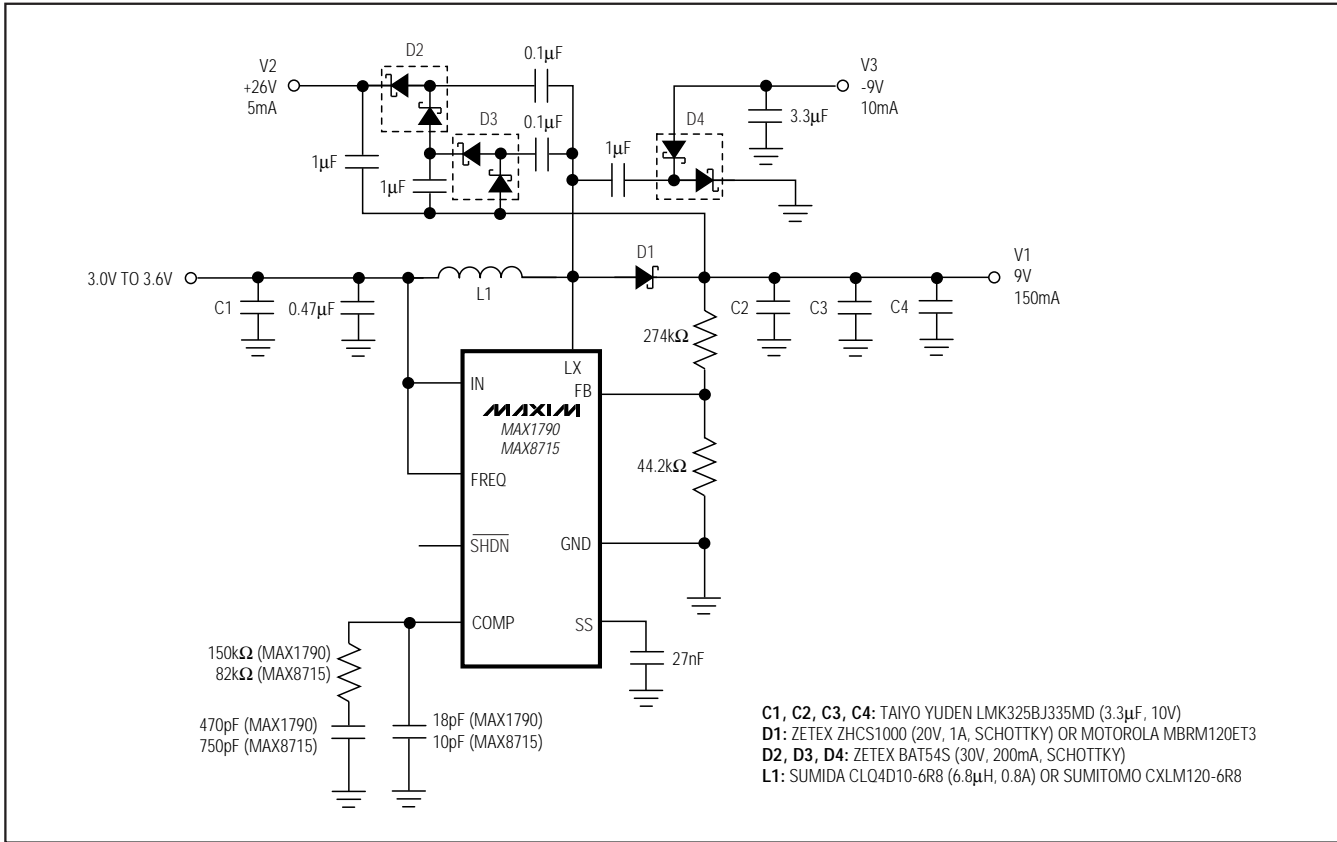 D2
0.1µF
V2
+26V
5mA
V3
-9V
10mA
D3
0.1µF
D4
3.3µF
1µF
1µF
1µF
3.0V TO 3.6V
L1
D1
V1
9V
150mA
C1
0.47µF
C2
C3
C4
274kΩ
LX
IN
FB
MAXIM
MAX1790
MAX8715
44.2kΩ
FREQ
SHDN
GND
COMP
SS
150kΩ (MAX1790)
82kΩ (MAX8715)
27nF
470pF (MAX1790)
750pF (MAX8715)
18pF (MAX1790)
10pF (MAX8715)
C1, C2, C3, C4: TAIYO YUDEN LMK325BJ335MD (3.3µF, 10V)
D1: ZETEX ZHCS1000 (20V, 1A, SCHOTTKY) OR MOTOROLA MBRM120ET3
D2, D3, D4: ZETEX BAT54S (30V, 200mA, SCHOTTKY)
L1: SUMIDA CLQ4D10-6R8 (6.8µH, 0.8A) OR SUMITOMO CXLM120-6R8